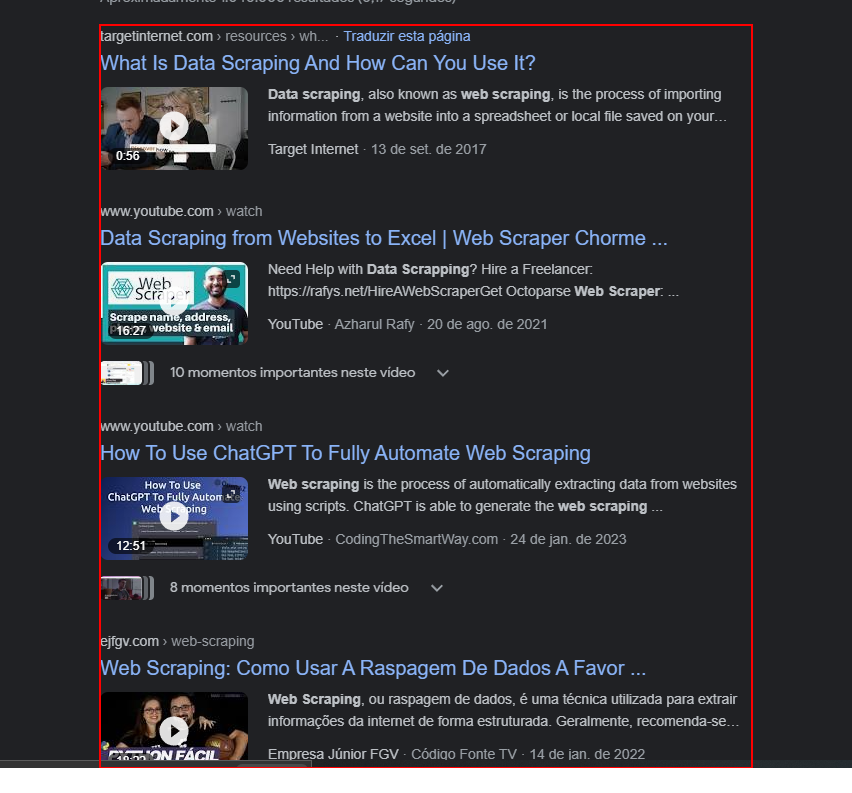 targetinternet.com › resources › wh... · Traduzir esta página
What Is Data Scraping And How Can You Use It?
Data scraping, also known as web scraping, is the process of importing
information from a website into a spreadsheet or local file saved on your...
0:56
Target Internet · 13 de set. de 2017
www.youtube.com › watch
Data Scraping from Websites to Excel | Web Scraper Chorme ...
Web Scraper
Scrape name, address,
website & email
16:27
Need Help with Data Scrapping? Hire a Freelancer:
https://rafys.net/HireAWebScraperGet Octoparse Web Scraper: ...
YouTube · Azharul Rafy · 20 de ago. de 2021
10 momentos importantes neste vídeo
www.youtube.com › watch
How To Use ChatGPT To Fully Automate Web Scraping
How To Use
ChatGPT To Fully Automate
Web Scraping
12:51
Web scraping is the process of automatically extracting data from websites
using scripts. ChatGPT is able to generate the web scraping ...
YouTube · CodingTheSmartWay.com · 24 de jan. de 2023
8 momentos importantes neste vídeo
ejfgv.com › web-scraping
Web Scraping: Como Usar A Raspagem De Dados A Favor ...
PYTHON FÁCIL
Web Scraping, ou raspagem de dados, é uma técnica utilizada para extrair
informações da internet de forma estruturada. Geralmente, recomenda-se...
Empresa Júnior FGV · Código Fonte TV · 14 de jan. de 2022